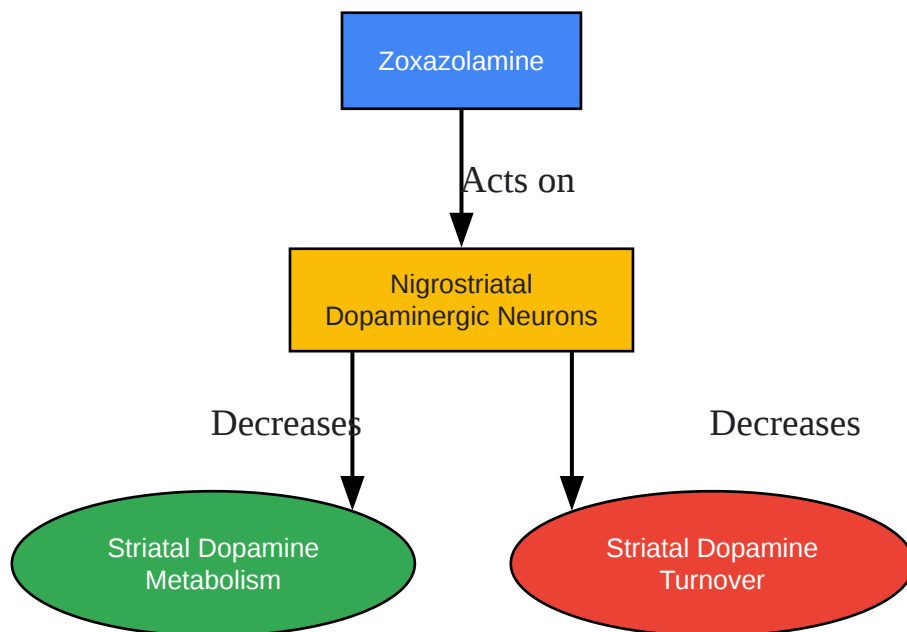 Zoxazolamine
Acts on
Nigrostriatal
Dopaminergic Neurons
Decreases
Decreases
Striatal Dopamine
Metabolism
Striatal Dopamine
Turnover